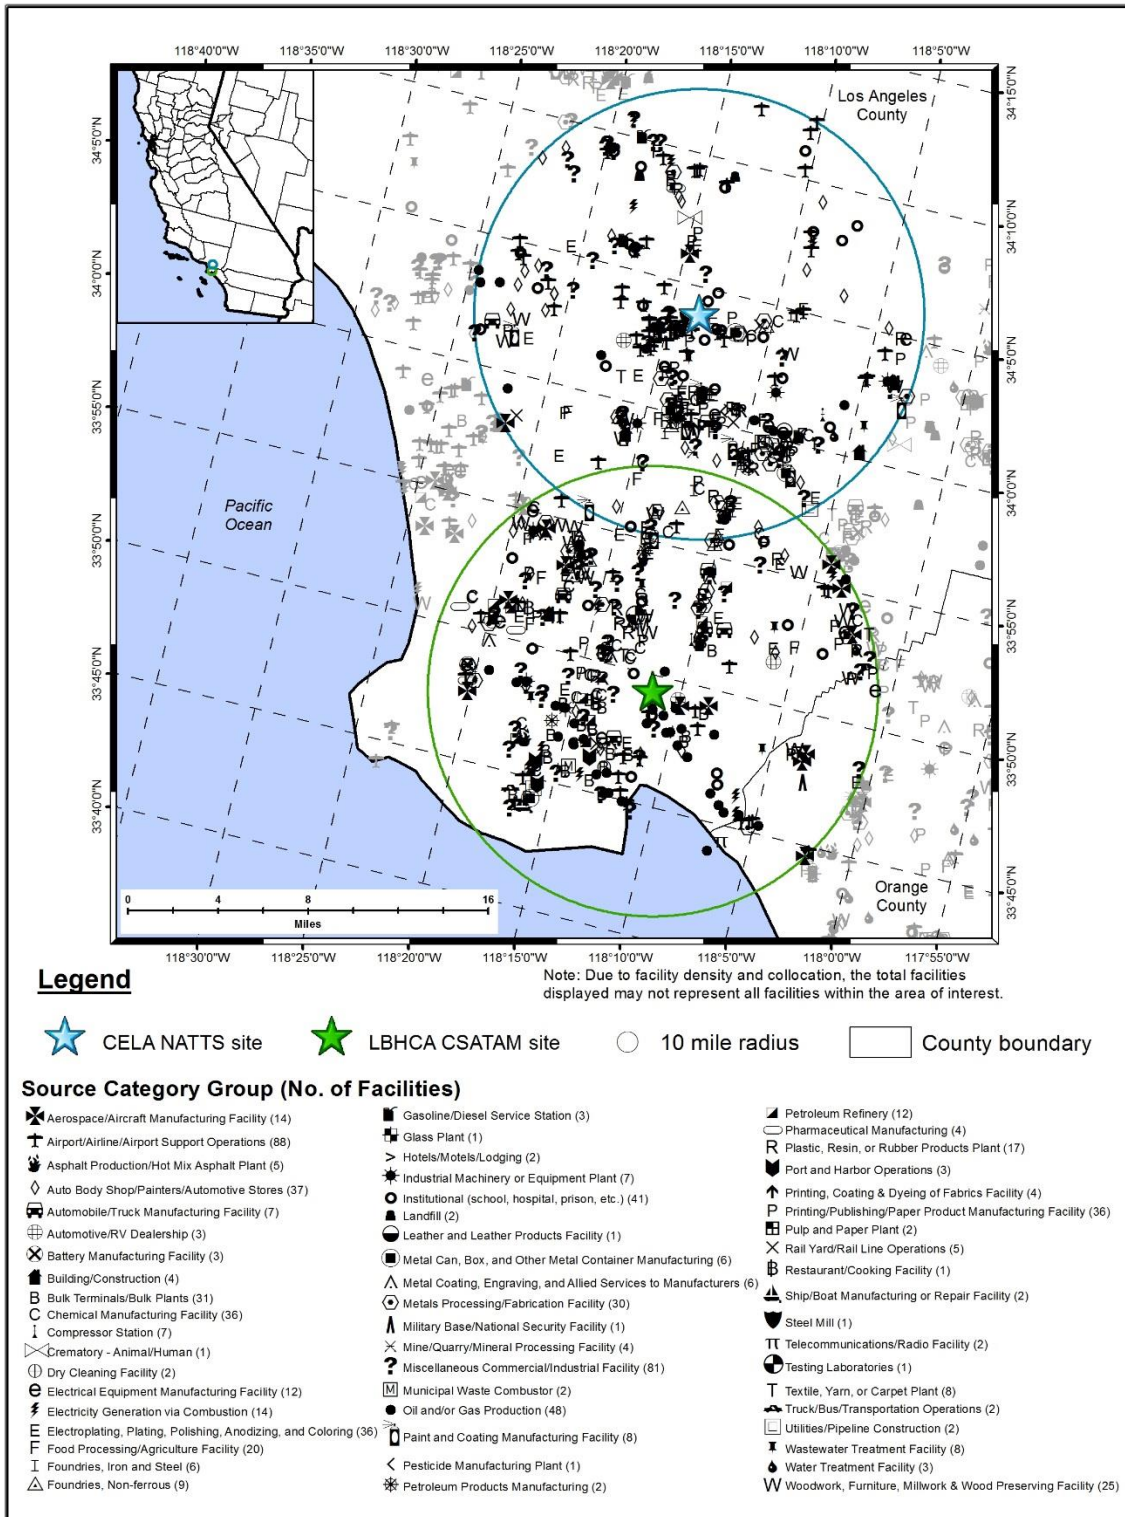 118°40'0"W 118°35'0"W 118°30'0"W 118°25'0"W 118°20'0"W 118°15'0"W 118°10'0"W 118°5'0"W
Los Angeles
County
34°15'0"N
34°10'0"N
34°5'0"N
34°0'0"N
33°55'0"N
33°50'0"N
33°45'0"N
34°5'0"N
34°0'0"N
33°55'0"N
33°50'0"N
33°45'0"N
33°40'0"N
Pacific
Ocean
Orange
County
0 4 8 16
Miles
118°30'0"W 118°25'0"W 118°20'0"W 118°15'0"W 118°10'0"W 118°5'0"W 118°0'0"W 117°55'0"W
Legend
Note: Due to facility density and collocation, the total facilities
displayed may not represent all facilities within the area of interest.
CELA NATTS site LBHCA CSATAM site 10 mile radius County boundary
Source Category Group (No. of Facilities)
Aerospace/Aircraft Manufacturing Facility (14)
Airport/Airline/Airport Support Operations (88)
Asphalt Production/Hot Mix Asphalt Plant (5)
Auto Body Shop/Painters/Automotive Stores (37)
Automobile/Truck Manufacturing Facility (7)
Automotive/RV Dealership (3)
Battery Manufacturing Facility (3)
Building/Construction (4)
B Bulk Terminals/Bulk Plants (31)
C Chemical Manufacturing Facility (36)
Compressor Station (7)
Crematory - Animal/Human (1)
Dry Cleaning Facility (2)
e Electrical Equipment Manufacturing Facility (12)
Electricity Generation via Combustion (14)
E Electroplating, Plating, Polishing, Anodizing, and Coloring (36)
F Food Processing/Agriculture Facility (20)
Foundries, Iron and Steel (6)
Foundries, Non-ferrous (9)
Gasoline/Diesel Service Station (3)
Glass Plant (1)
> Hotels/Motels/Lodging (2)
Industrial Machinery or Equipment Plant (7)
Institutional (school, hospital, prison, etc.) (41)
Landfill (2)
Leather and Leather Products Facility (1)
Metal Can, Box, and Other Metal Container Manufacturing (6)
Metal Coating, Engraving, and Allied Services to Manufacturers (6)
Metals Processing/Fabrication Facility (30)
Military Base/National Security Facility (1)
Mine/Quarry/Mineral Processing Facility (4)
? Miscellaneous Commercial/Industrial Facility (81)
M Municipal Waste Combustor (2)
Oil and/or Gas Production (48)
Paint and Coating Manufacturing Facility (8)
< Pesticide Manufacturing Plant (1)
Petroleum Products Manufacturing (2)
Petroleum Refinery (12)
Pharmaceutical Manufacturing (4)
R Plastic, Resin, or Rubber Products Plant (17)
Port and Harbor Operations (3)
Printing, Coating & Dyeing of Fabrics Facility (4)
P Printing/Publishing/Paper Product Manufacturing Facility (36)
Pulp and Paper Plant (2)
Rail Yard/Rail Line Operations (5)
Restaurant/Cooking Facility (1)
Ship/Boat Manufacturing or Repair Facility (2)
Steel Mill (1)
π Telecommunications/Radio Facility (2)
Testing Laboratories (1)
T Textile, Yarn, or Carpet Plant (8)
Truck/Bus/Transportation Operations (2)
Utilities/Pipeline Construction (2)
Wastewater Treatment Facility (8)
Water Treatment Facility (3)
W Woodwork, Furniture, Millwork & Wood Preserving Facility (25)